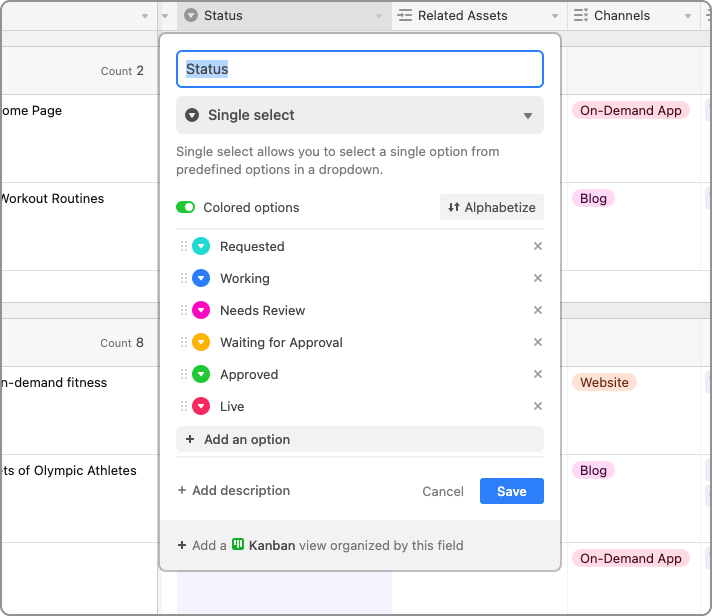 Status
Related Assets
Channels
Count 2
ome Page
On-Demand App
Workout Routines
Blog
Count 8
n-demand fitness
Website
ets of Olympic Athletes
Blog
On-Demand App
Status
Single select
Single select allows you to select a single option from
predefined options in a dropdown.
Colored options
Alphabetize
Requested
Working
Needs Review
Waiting for Approval
Approved
Live
+ Add an option
+ Add description
Cancel
Save
+ Add a Kanban view organized by this field